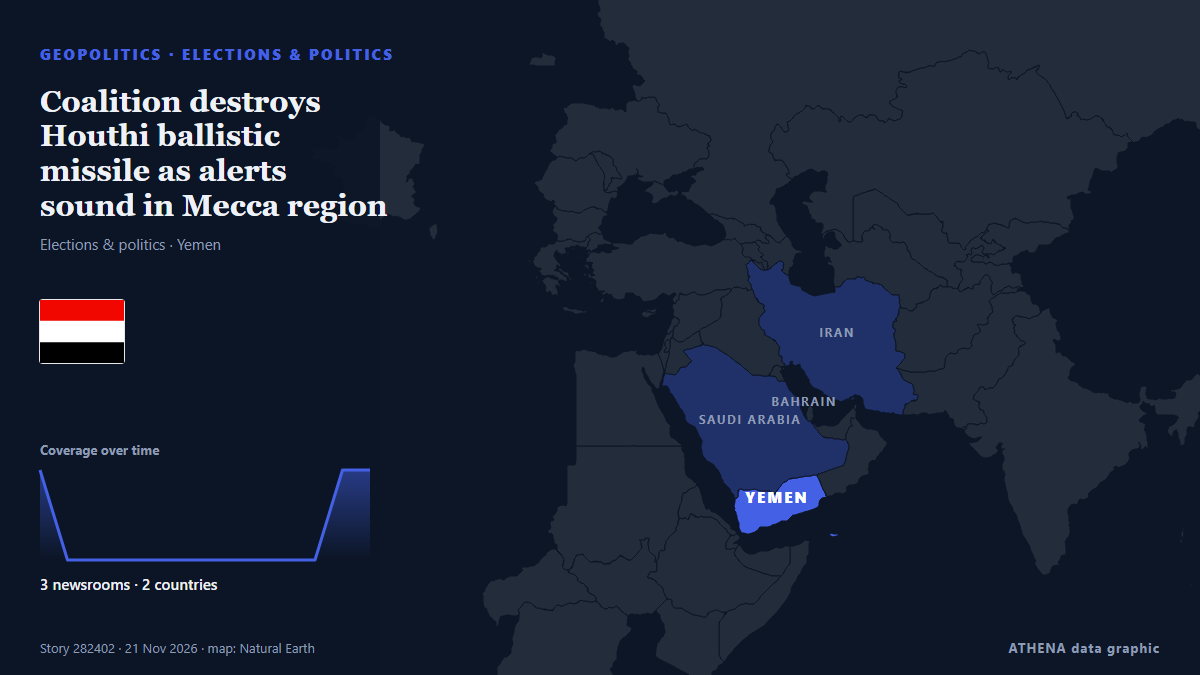 GEOPOLITICS · ELECTIONS & POLITICS
Coalition destroys
Houthi ballistic
missile as alerts
sound in Mecca region
Elections & politics · Yemen
IRAN
BAHRAIN
SAUDI ARABIA
YEMEN
Coverage over time
3 newsrooms · 2 countries
Story 282402 · 21 Nov 2026 · map: Natural Earth
ATHENA data graphic